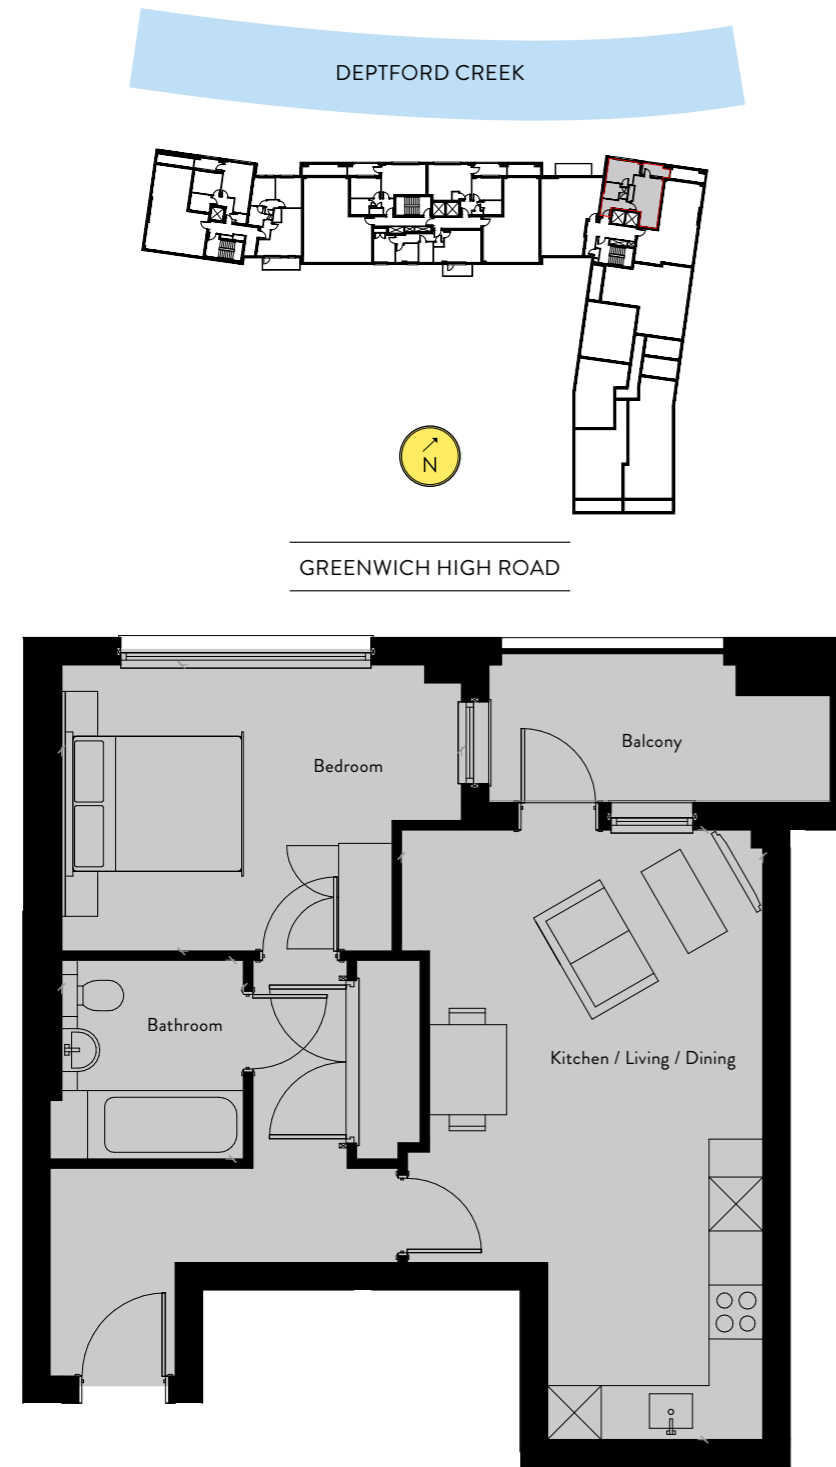 DEPTFORD CREEK
N
GREENWICH HIGH ROAD
Balcony
Bedroom
Bathroom
Kitchen / Living / Dining